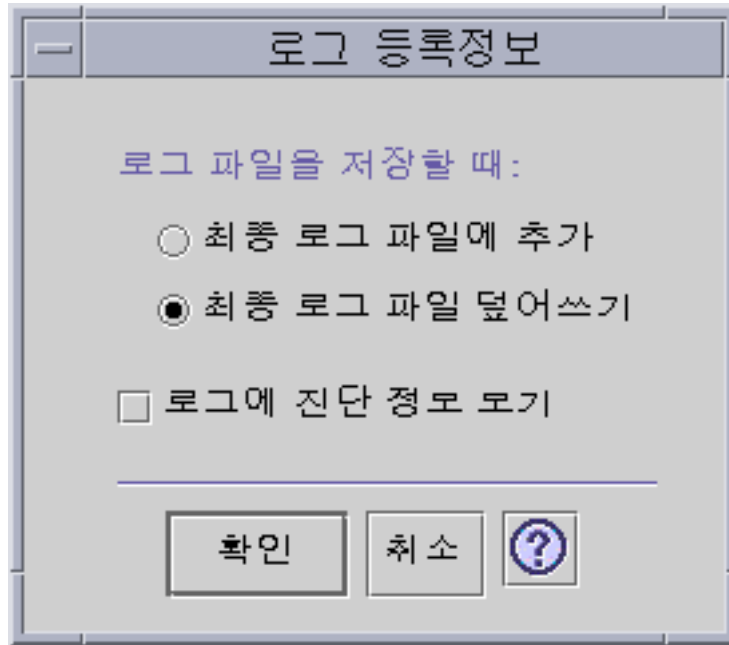 로그 등록정보
로그 파일을 저장할 때:
최종 로그 파일에 추가
최종 로그 파일 덮어쓰기
로그에 진단 정보 보기
확인 취소 ?